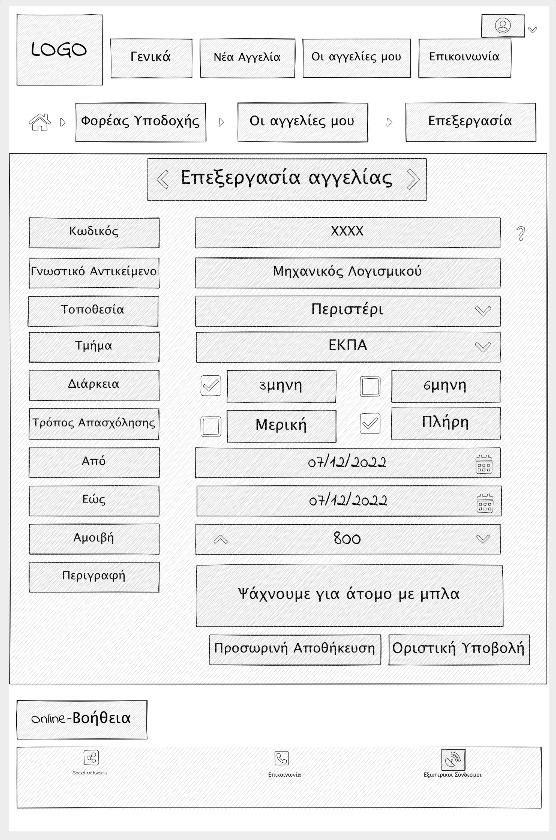 LOGO
Γενικά
Νέα Αγγελία
Οι αγγελίες μου
Επικοινωνία
Φορέας Υποδοχής
Οι αγγελίες μου
Επεξεργασία
Επεξεργασία αγγελίας
Κωδικός
XXXX
?
Γνωστικό Αντικείμενο
Μηχανικός Λογισμικού
Τοποθεσία
Περιστέρι
Τμήμα
ΕΚΠΑ
Διάρκεια
3μηνη
6μηνη
Τρόπος Απασχόλησης
Μερική
Πλήρη
Από
07/12/2022
Εώς
07/12/2022
Αμοιβή
800
Περιγραφή
Ψάχνουμε για άτομο με μπλα
Προσωρινή Αποθήκευση
Οριστική Υποβολή
online-Βοήθεια
Επικοινωνία
Εξωτερικοί Σύνδεσμοι